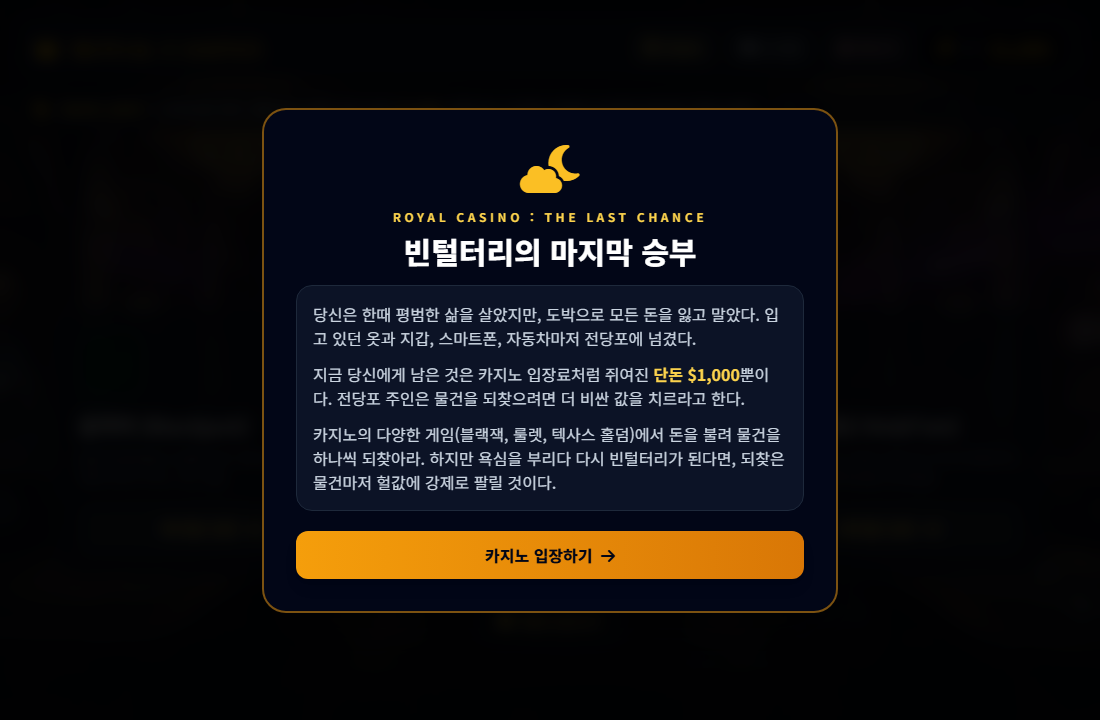 ROYAL CASINO : THE LAST CHANCE
빈털터리의 마지막 승부
당신은 한때 평범한 삶을 살았지만, 도박으로 모든 돈을 잃고 말았다. 입
고 있던 옷과 지갑, 스마트폰, 자동차마저 전당포에 넘겼다.
지금 당신에게 남은 것은 카지노 입장료처럼 쥐여진 단돈 $1,000뿐이
다. 전당포 주인은 물건을 되찾으려면 더 비싼 값을 치르라고 한다.
카지노의 다양한 게임(블랙잭, 룰렛, 텍사스 홀덤)에서 돈을 불려 물건을
하나씩 되찾아라. 하지만 욕심을 부리다 다시 빈털터리가 된다면, 되찾은
물건마저 헐값에 강제로 팔릴 것이다.
카지노 입장하기 →